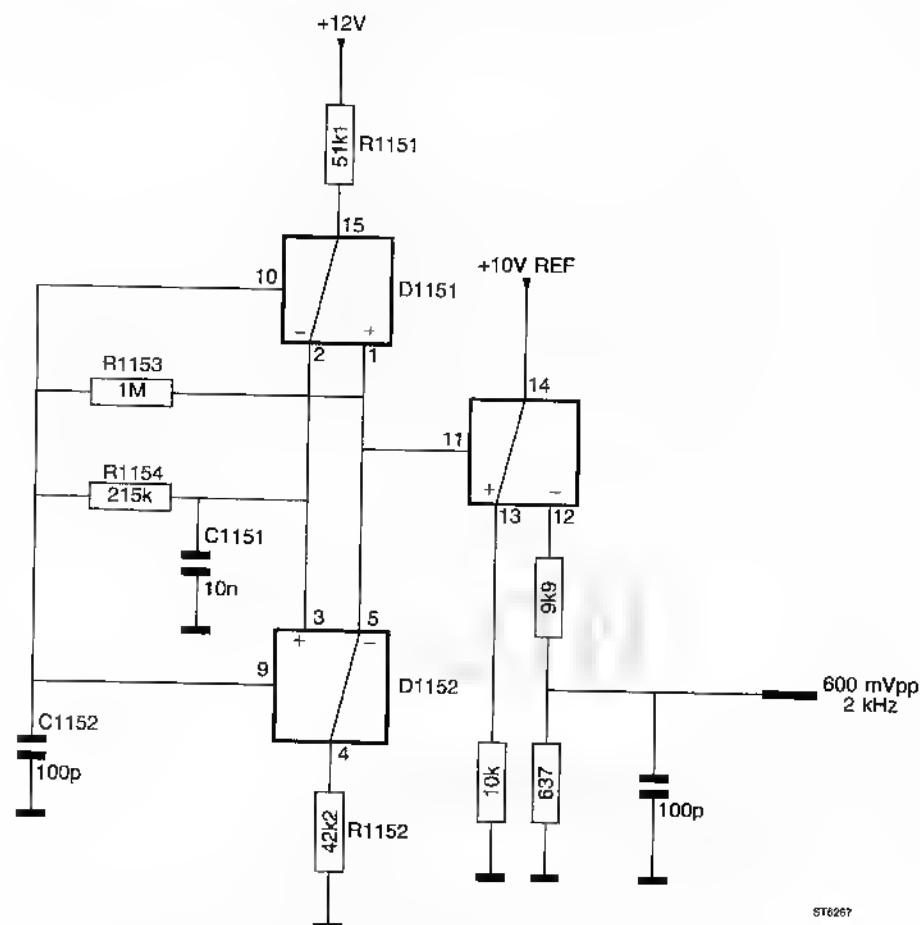 +12V
51k1
R1151
15
10
D1151
+10V REF
- +
2 1
R1153
1M
14
11
R1154
215k
+ -
13 12
C1151
10n
9k9
3 5
+ -
9
D1152
600 mVpp
2 kHz
C1152
100p
4
10k
637
100p
42k2
R1152
ST6267